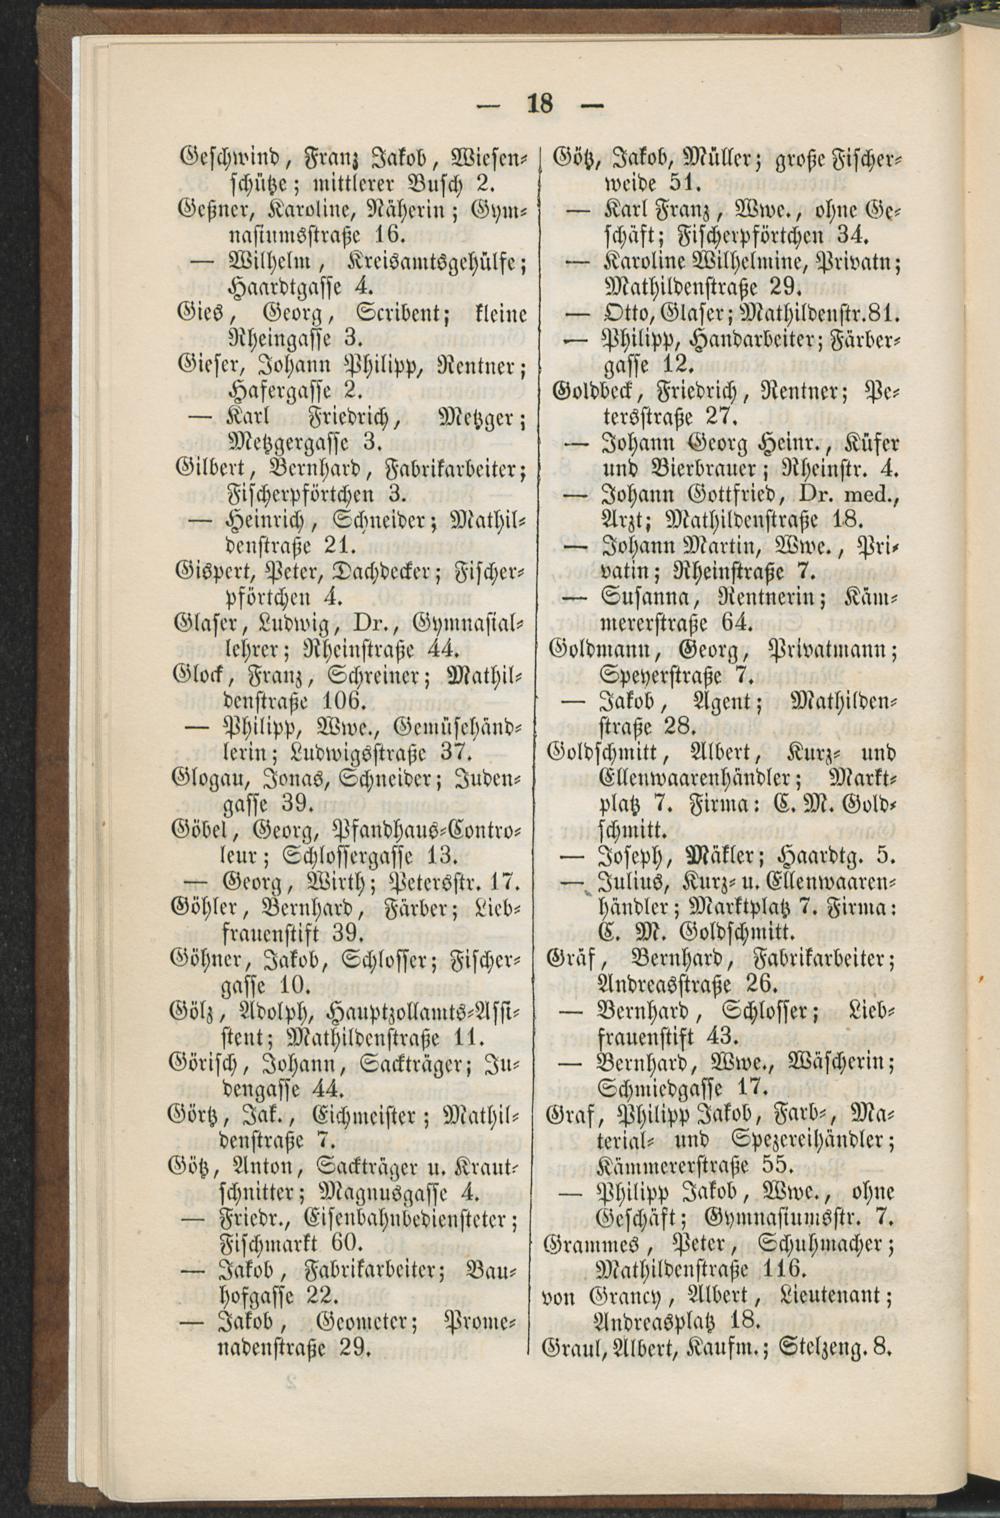 — 18 —
Geschwind, Franz Jakob, Wiesen-
schütze; mittlerer Busch 2.
Geßner, Karoline, Näherin; Gym-
nasiumsstraße 16.
— Wilhelm, Kreisamtsgehülfe;
Haardtgasse 4.
Gies, Georg, Scribent; kleine
Rheingasse 3.
Gieser, Johann Philipp, Rentner;
Hafergasse 2.
— Karl Friedrich, Metzger;
Metzgergasse 3.
Gilbert, Bernhard, Fabrikarbeiter;
Fischerpförtchen 3.
— Heinrich, Schneider; Mathil-
denstraße 21.
Gispert, Peter, Dachdecker; Fischer-
pförtchen 4.
Glaser, Ludwig, Dr., Gymnasial-
lehrer; Rheinstraße 44.
Glock, Franz, Schreiner; Mathil-
denstraße 106.
— Philipp, Wwe., Gemüsehänd-
lerin; Ludwigsstraße 37.
Glogau, Jonas, Schneider; Juden-
gasse 39.
Göbel, Georg, Pfandhaus-Contro-
leur; Schlossergasse 13.
— Georg, Wirth; Petersstr. 17.
Göhler, Bernhard, Färber; Lieb-
frauenstift 39.
Göhner, Jakob, Schlosser; Fischer-
gasse 10.
Gölz, Adolph, Hauptzollamts-Assi-
stent; Mathildenstraße 11.
Görisch, Johann, Sackträger; Ju-
dengasse 44.
Görtz, Jak., Eichmeister; Mathil-
denstraße 7.
Götz, Anton, Sackträger u. Kraut-
schnitter; Magnusgasse 4.
— Friedr., Eisenbahnbediensteter;
Fischmarkt 60.
— Jakob, Fabrikarbeiter; Bau-
hofgasse 22.
— Jakob, Geometer; Prome-
nadenstraße 29.
Götz, Jakob, Müller; große Fischer-
weide 51.
— Karl Franz, Wwe., ohne Ge-
schäft; Fischerpförtchen 34.
— Karoline Wilhelmine, Privatn;
Mathildenstraße 29.
— Otto, Glaser; Mathildenstr. 81.
— Philipp, Handarbeiter; Färber-
gasse 12.
Goldbeck, Friedrich, Rentner; Pe-
tersstraße 27.
— Johann Georg Heinr., Küfer
und Bierbrauer; Rheinstr. 4.
— Johann Gottfried, Dr. med.,
Arzt; Mathildenstraße 18.
— Johann Martin, Wwe., Pri-
vatin; Rheinstraße 7.
— Susanna, Rentnerin; Käm-
mererstraße 64.
Goldmann, Georg, Privatmann;
Speyerstraße 7.
— Jakob, Agent; Mathilden-
straße 28.
Goldschmitt, Albert, Kurz- und
Ellenwaarenhändler; Markt-
platz 7. Firma: C. M. Gold-
schmitt.
— Joseph, Mäkler; Haardtg. 5.
— Julius, Kurz- u. Ellenwaaren-
händler; Marktplatz 7. Firma:
C. M. Goldschmitt.
Gräf, Bernhard, Fabrikarbeiter;
Andreasstraße 26.
— Bernhard, Schlosser; Lieb-
frauenstift 43.
— Bernhard, Wwe., Wäscherin;
Schmiedgasse 17.
Graf, Philipp Jakob, Farb-, Ma-
terial- und Spezereihändler;
Kämmererstraße 55.
— Philipp Jakob, Wwe., ohne
Geschäft; Gymnasiumsstr. 7.
Grammes, Peter, Schuhmacher;
Mathildenstraße 116.
von Grancy, Albert, Lieutenant;
Andreasplatz 18.
Graul, Albert, Kaufm.; Stelzeng. 8.